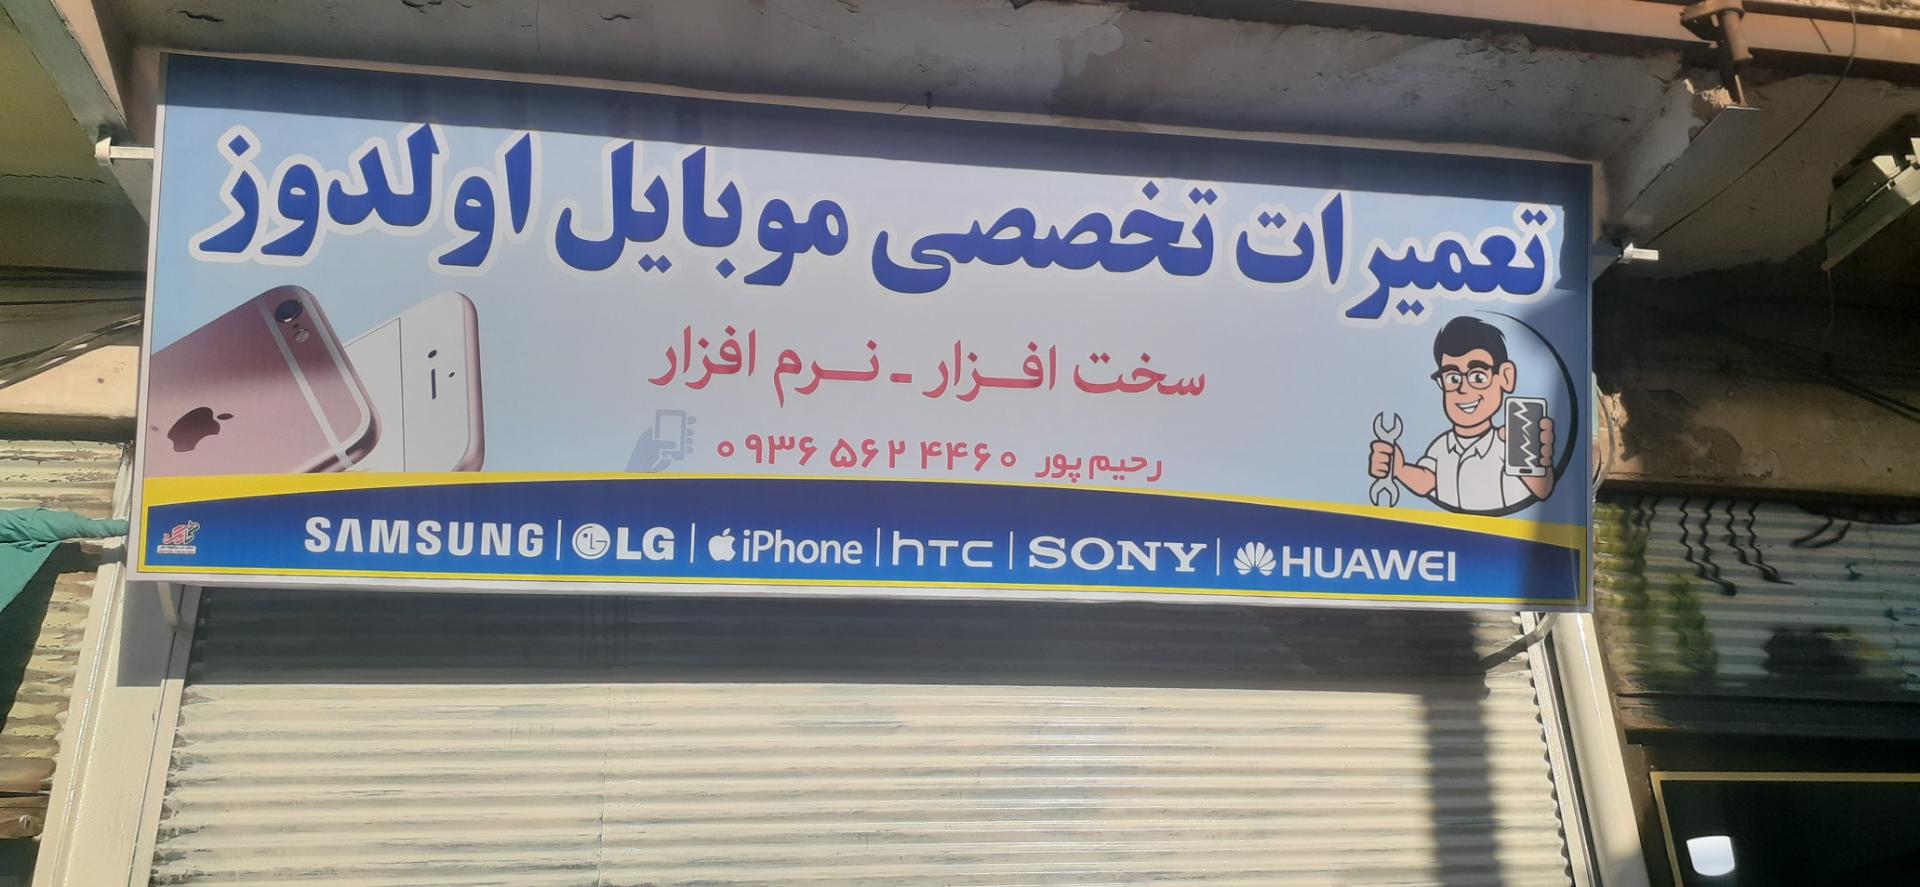 تعمیرات تخصصی موبایل اولدوز
سخت افزار - نرم افزار
رحیم پور ۰۹۳۶ ۵۶۲ ۴۴۶۰
SAMSUNG | LG | iPhone | hTC | SONY | HUAWEI